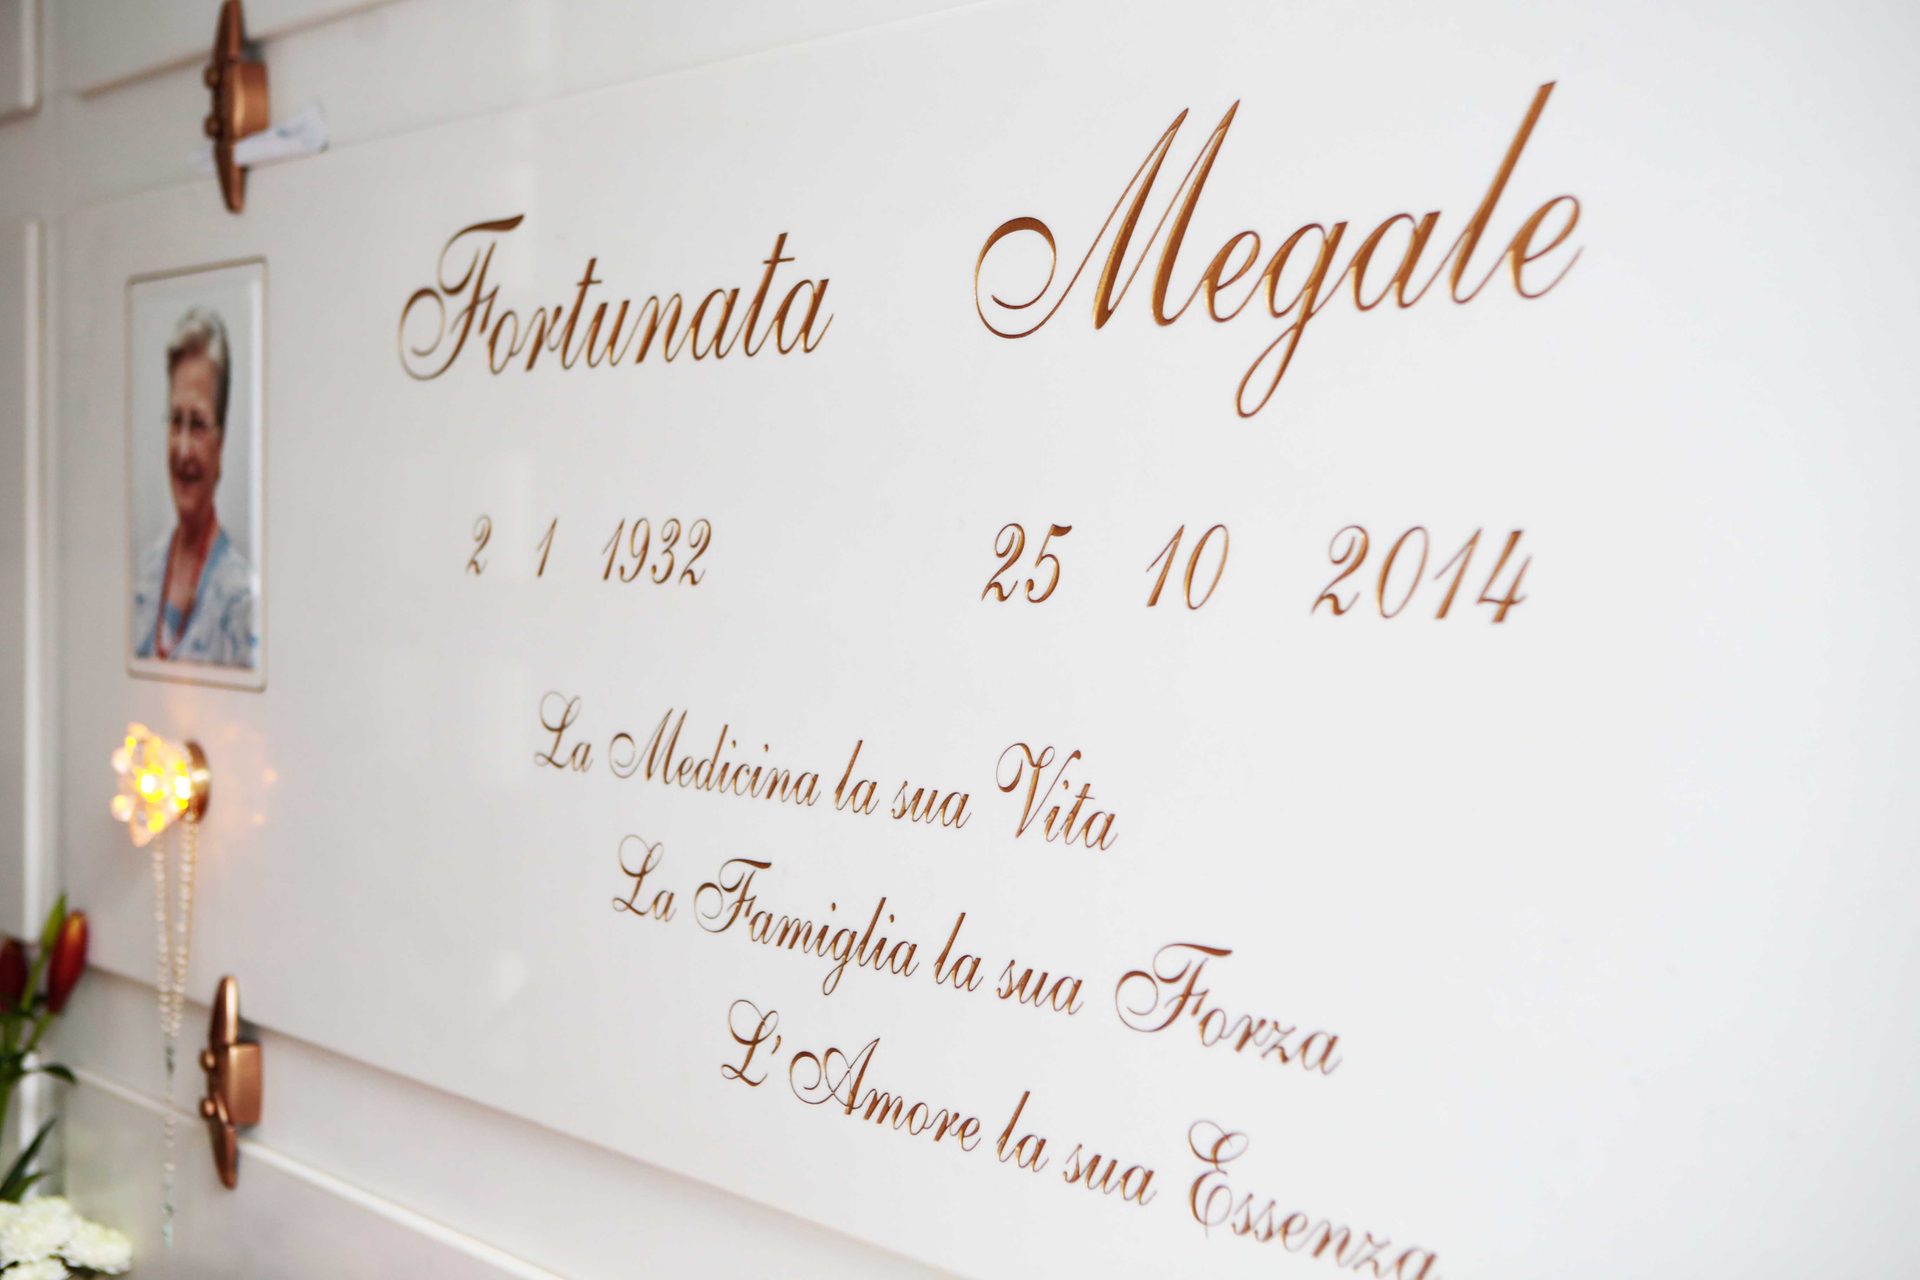 Fortunata Megale
2 1 1932 25 10 2014
La Medicina la sua Vita
La Famiglia la sua Forza
L'Amore la sua Essenza